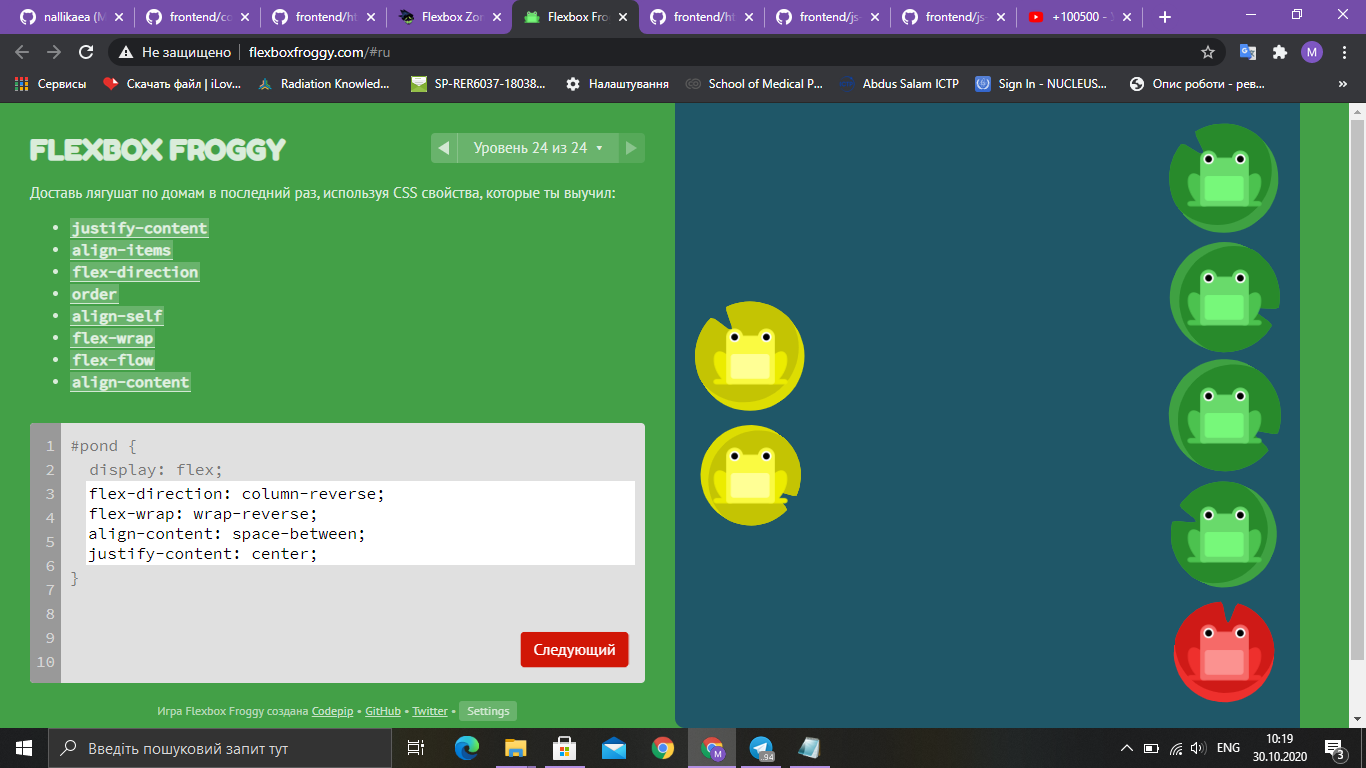 nallikaea (M
frontend/cc
frontend/ht
Flexbox Zor
Flexbox Fro
frontend/ht
frontend/js-
frontend/js-
+100500 -
Не защищено flexboxfroggy.com/#ru
M
Сервисы Скачать файл | iLov... Radiation Knowled... SP-RER6037-18038... Налаштування School of Medical P... Abdus Salam ICTP Sign In - NUCLEUS... Опис роботи - рев... »
FLEXBOX FROGGY
Уровень 24 из 24
Доставь лягушат по домам в последний раз, используя CSS свойства, которые ты выучил:
justify-content
align-items
flex-direction
order
align-self
flex-wrap
flex-flow
align-content
1 #pond {
2 display: flex;
3 flex-direction: column-reverse;
4 flex-wrap: wrap-reverse;
5 align-content: space-between;
6 justify-content: center;
7 }
8
9
10
Следующий
Игра Flexbox Froggy создана Codepip • GitHub • Twitter • Settings
Введіть пошуковий запит тут
M
94
ENG
10:19
30.10.2020
3